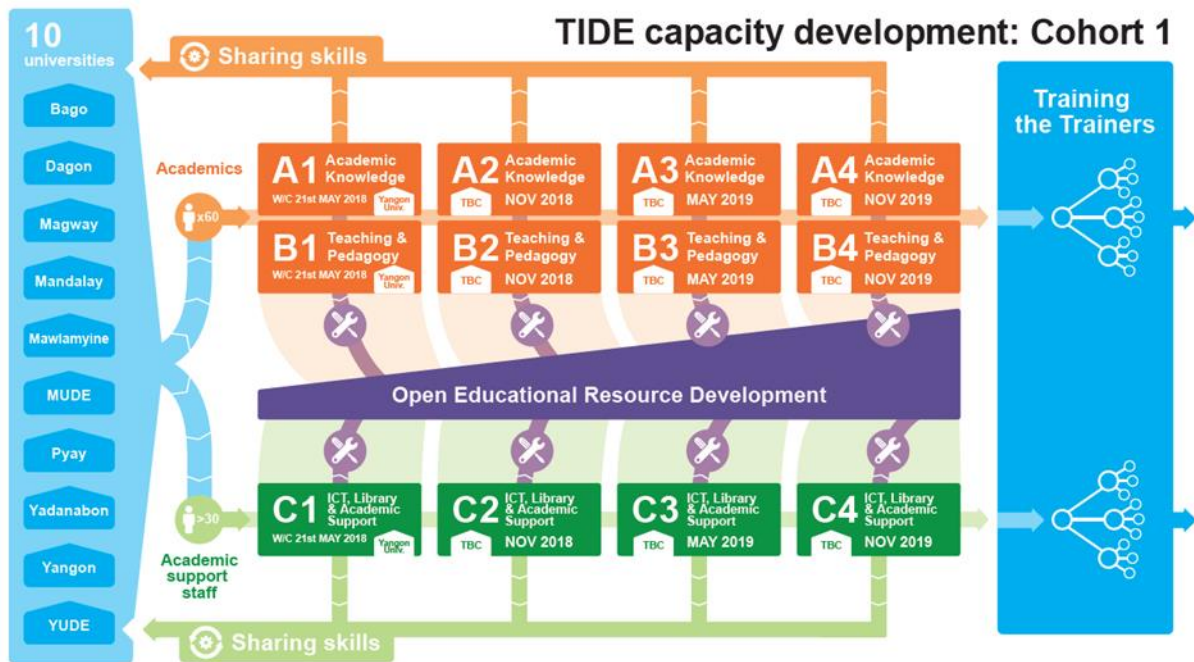 TIDE capacity development: Cohort 1
10
universities
Bago
Dagon
Magway
Mandalay
Mawlamyine
MUDE
Pyay
Yadanabon
Yangon
YUDE
Sharing skills
Academics
x60
A1 Academic
Knowledge
W/C 21st MAY 2018
Yangon
Univ.
A2 Academic
Knowledge
TBC
NOV 2018
A3 Academic
Knowledge
TBC
MAY 2019
A4 Academic
Knowledge
TBC
NOV 2019
B1 Teaching &
Pedagogy
W/C 21st MAY 2018
Yangon
Univ.
B2 Teaching &
Pedagogy
TBC
NOV 2018
B3 Teaching &
Pedagogy
TBC
MAY 2019
B4 Teaching &
Pedagogy
TBC
NOV 2019
Open Educational Resource Development
>30
Academic
support
staff
C1 ICT, Library
& Academic
Support
W/C 21st MAY 2018
Yangon
Univ.
C2 ICT, Library
& Academic
Support
TBC
NOV 2018
C3 ICT, Library
& Academic
Support
TBC
MAY 2019
C4 ICT, Library
& Academic
Support
TBC
NOV 2019
Sharing skills
Training
the Trainers